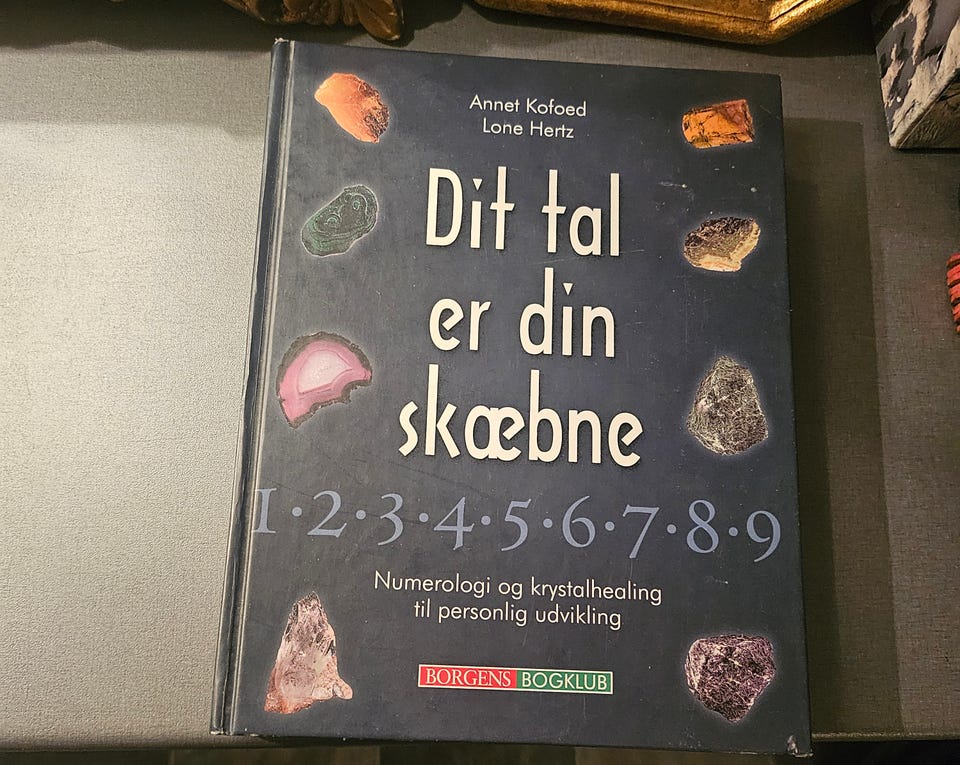 Annet Kofoed
Lone Hertz
Dit tal
er din
skæbne
1·2·3·4·5·6·7·8·9
Numerologi og krystalhealing
til personlig udvikling
BORGENS BOGKLUB